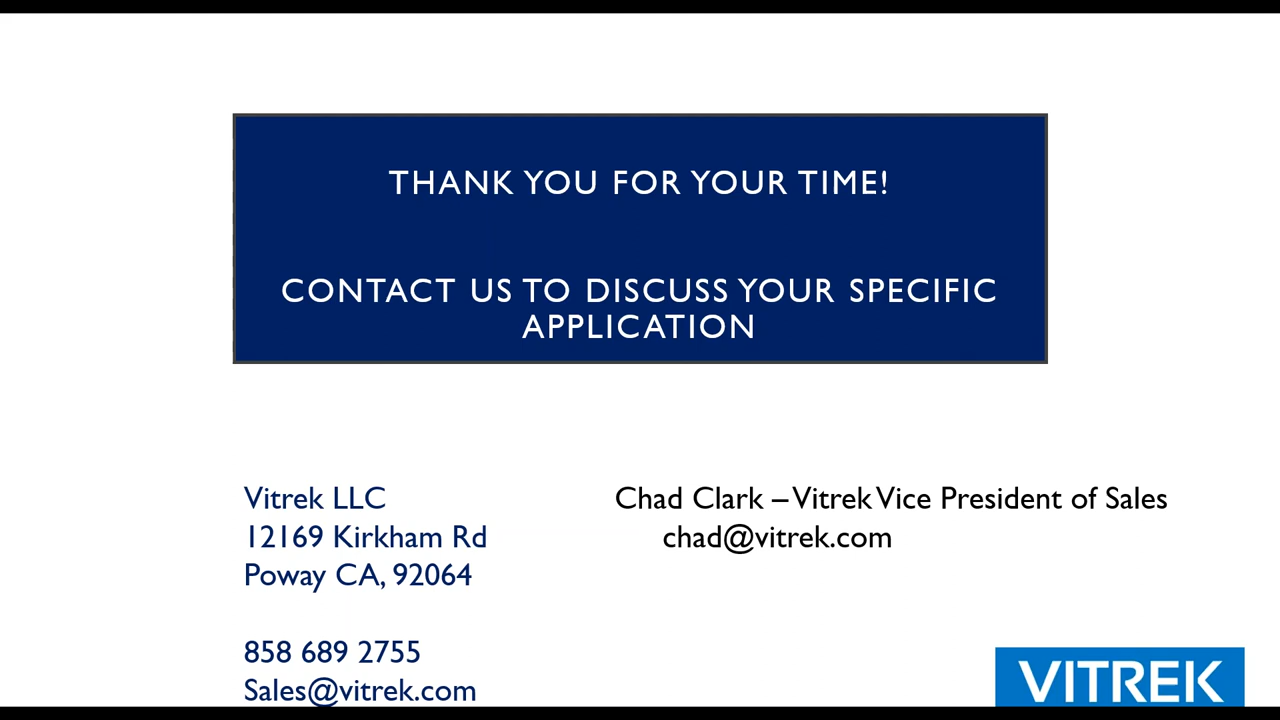 THANK YOU FOR YOUR TIME!
CONTACT US TO DISCUSS YOUR SPECIFIC
APPLICATION
Vitrek LLC
12169 Kirkham Rd
Poway CA, 92064
858 689 2755
Sales@vitrek.com
Chad Clark – Vitrek Vice President of Sales
chad@vitrek.com
VITREK